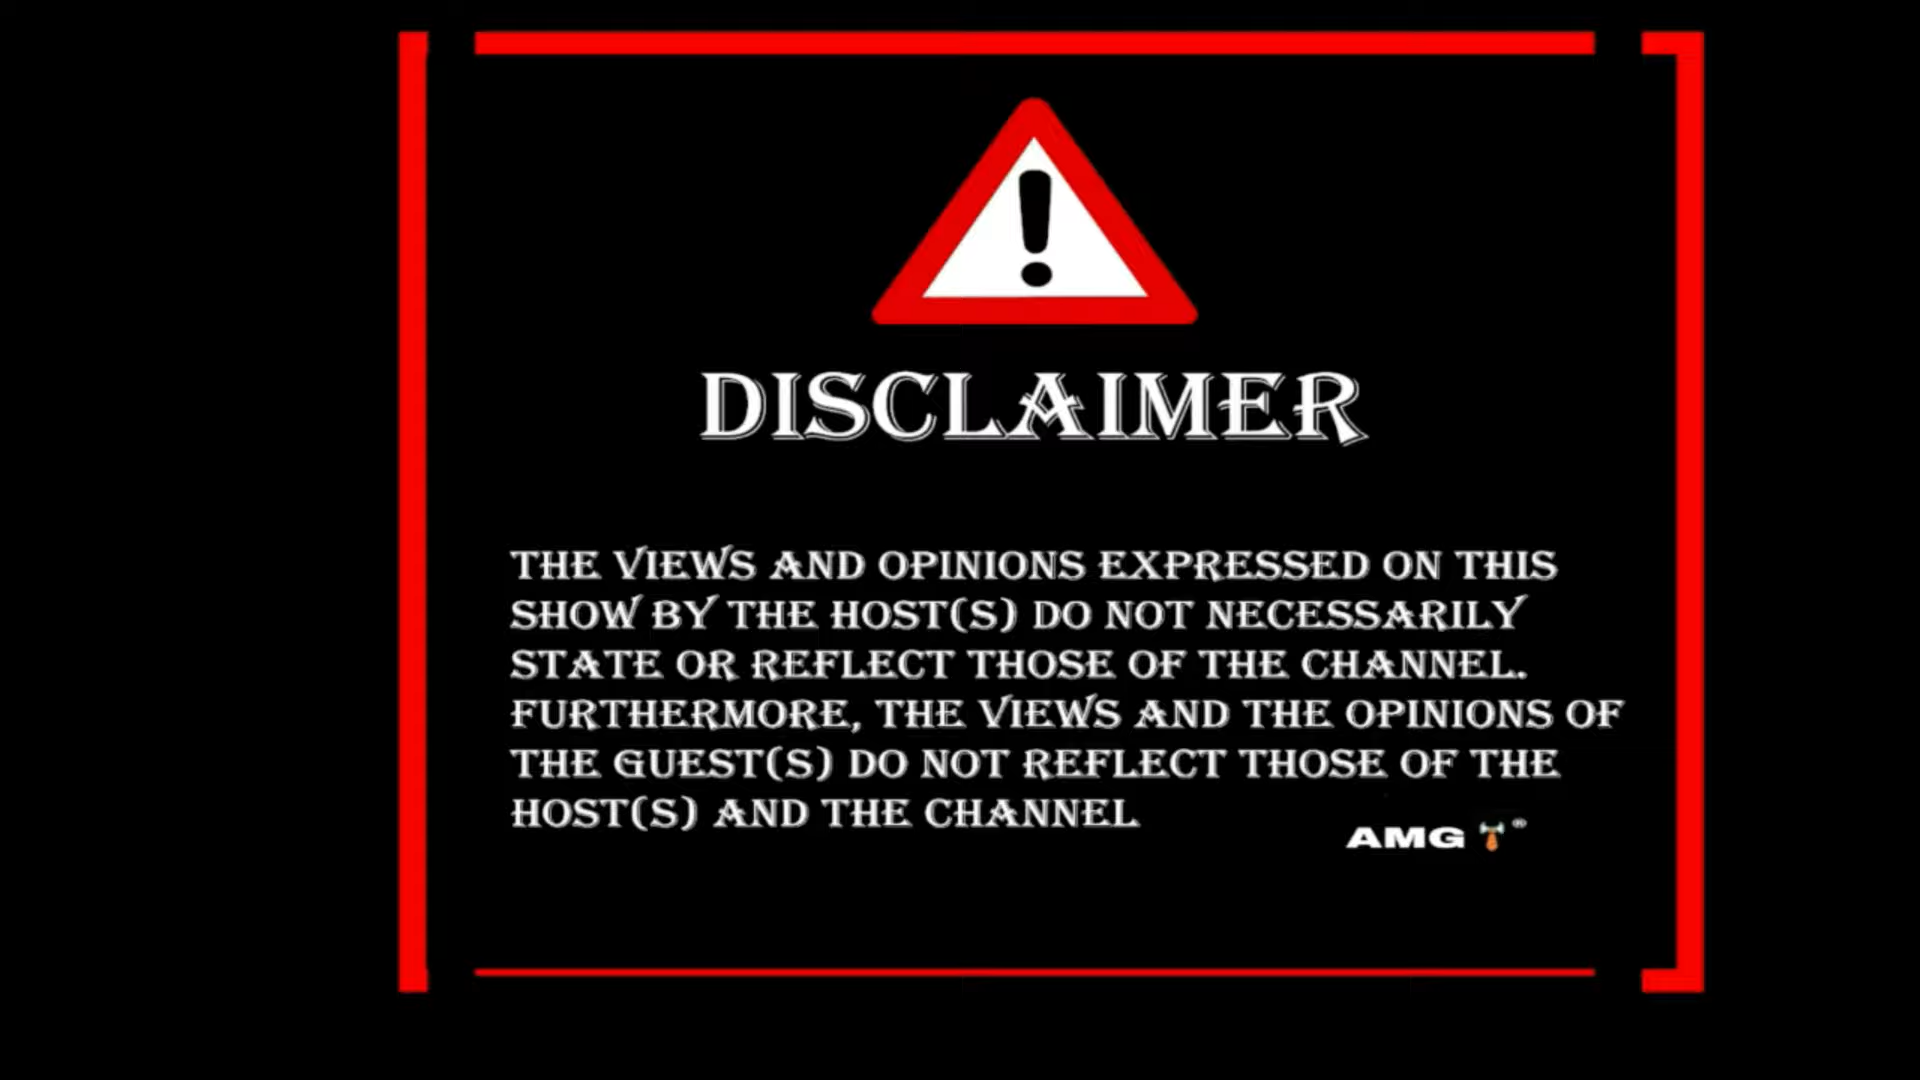 DISCLAIMER
THE VIEWS AND OPINIONS EXPRESSED ON THIS
SHOW BY THE HOST(S) DO NOT NECESSARILY
STATE OR REFLECT THOSE OF THE CHANNEL.
FURTHERMORE, THE VIEWS AND THE OPINIONS OF
THE GUEST(S) DO NOT REFLECT THOSE OF THE
HOST(S) AND THE CHANNEL
AMG ®